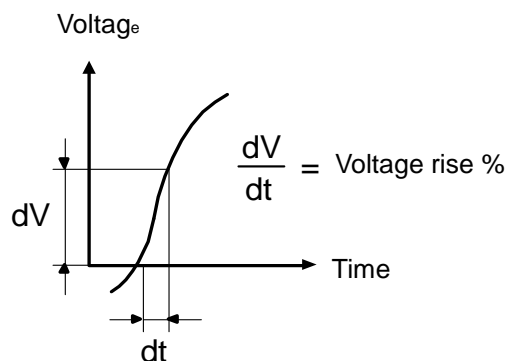 Voltage
dV
dt
= Voltage rise %
dV
Time
dt